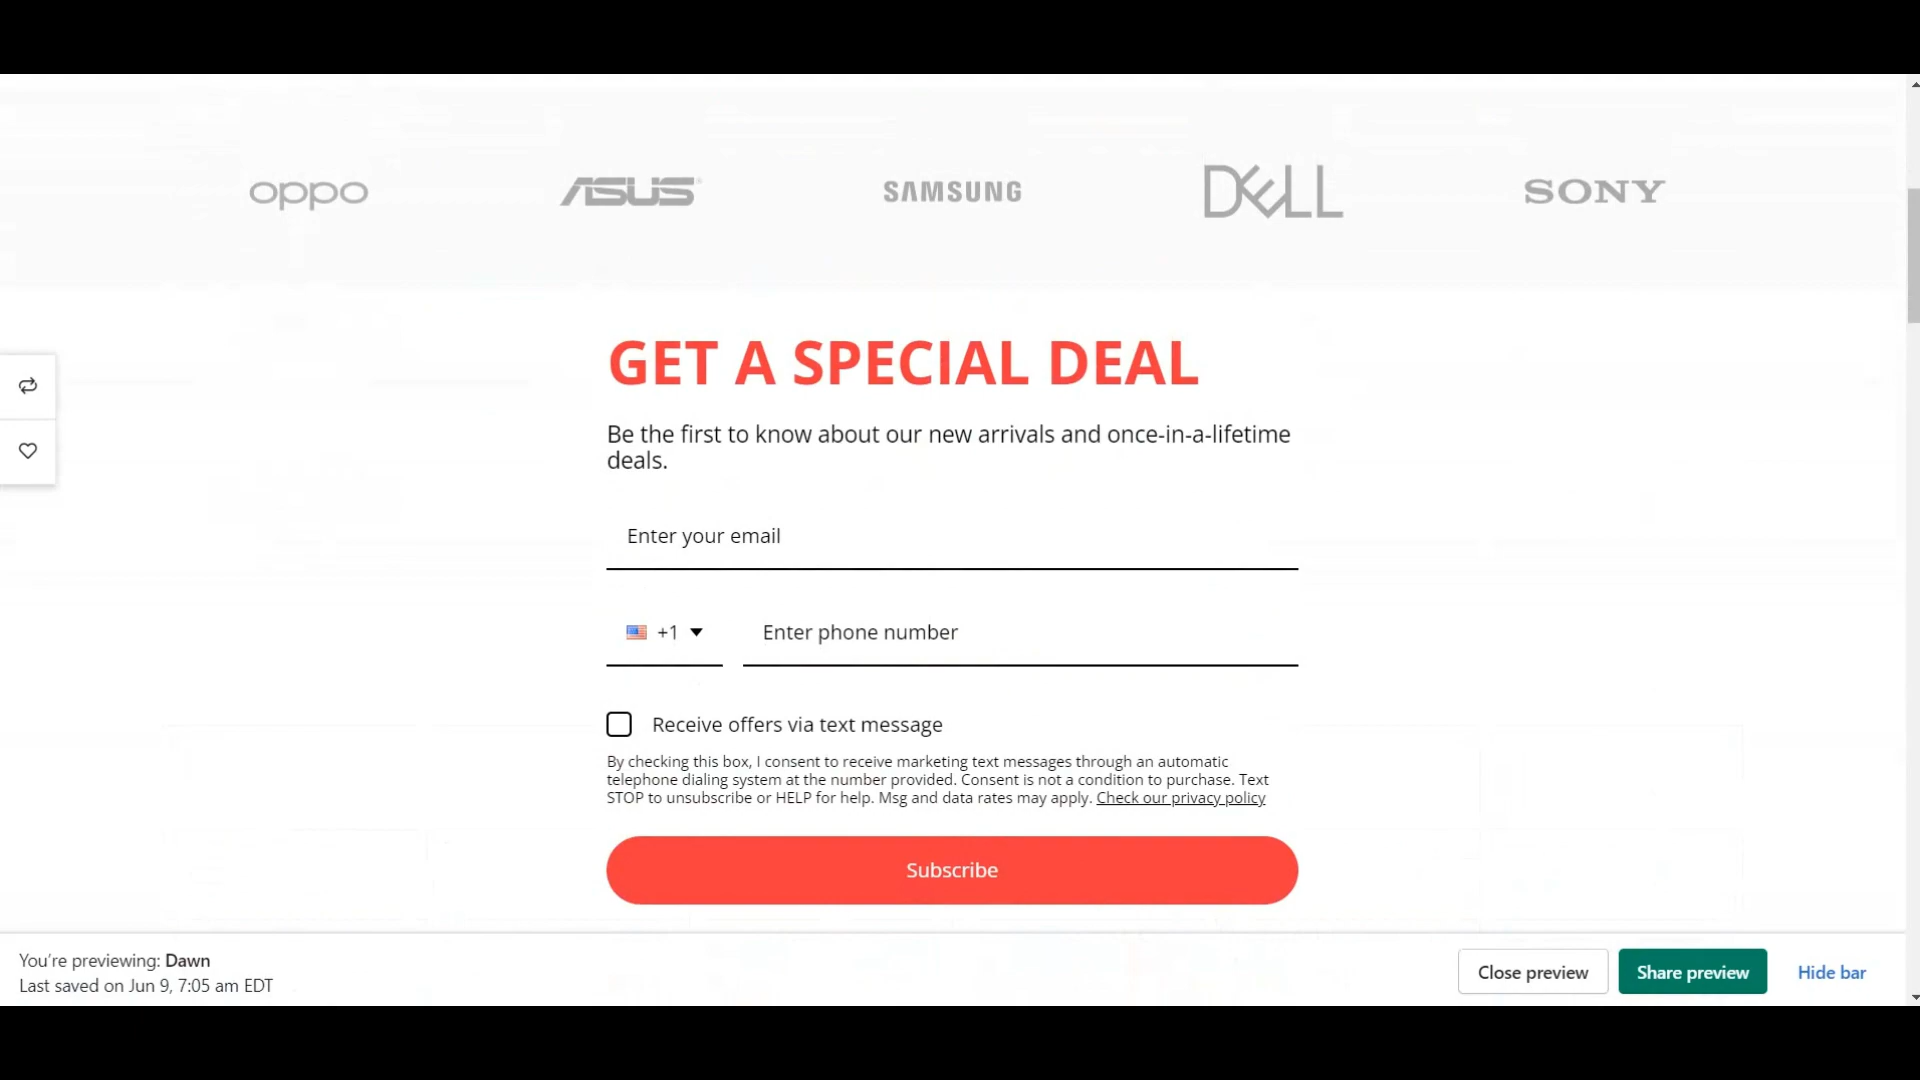 oppo
ASUS
SAMSUNG
DELL
SONY
GET A SPECIAL DEAL
Be the first to know about our new arrivals and once-in-a-lifetime
deals.
Enter your email
+1
Enter phone number
Receive offers via text message
By checking this box, I consent to receive marketing text messages through an automatic
telephone dialing system at the number provided. Consent is not a condition to purchase. Text
STOP to unsubscribe or HELP for help. Msg and data rates may apply. Check our privacy policy
Subscribe
You're previewing: Dawn
Last saved on Jun 9, 7:05 am EDT
Close preview
Share preview
Hide bar